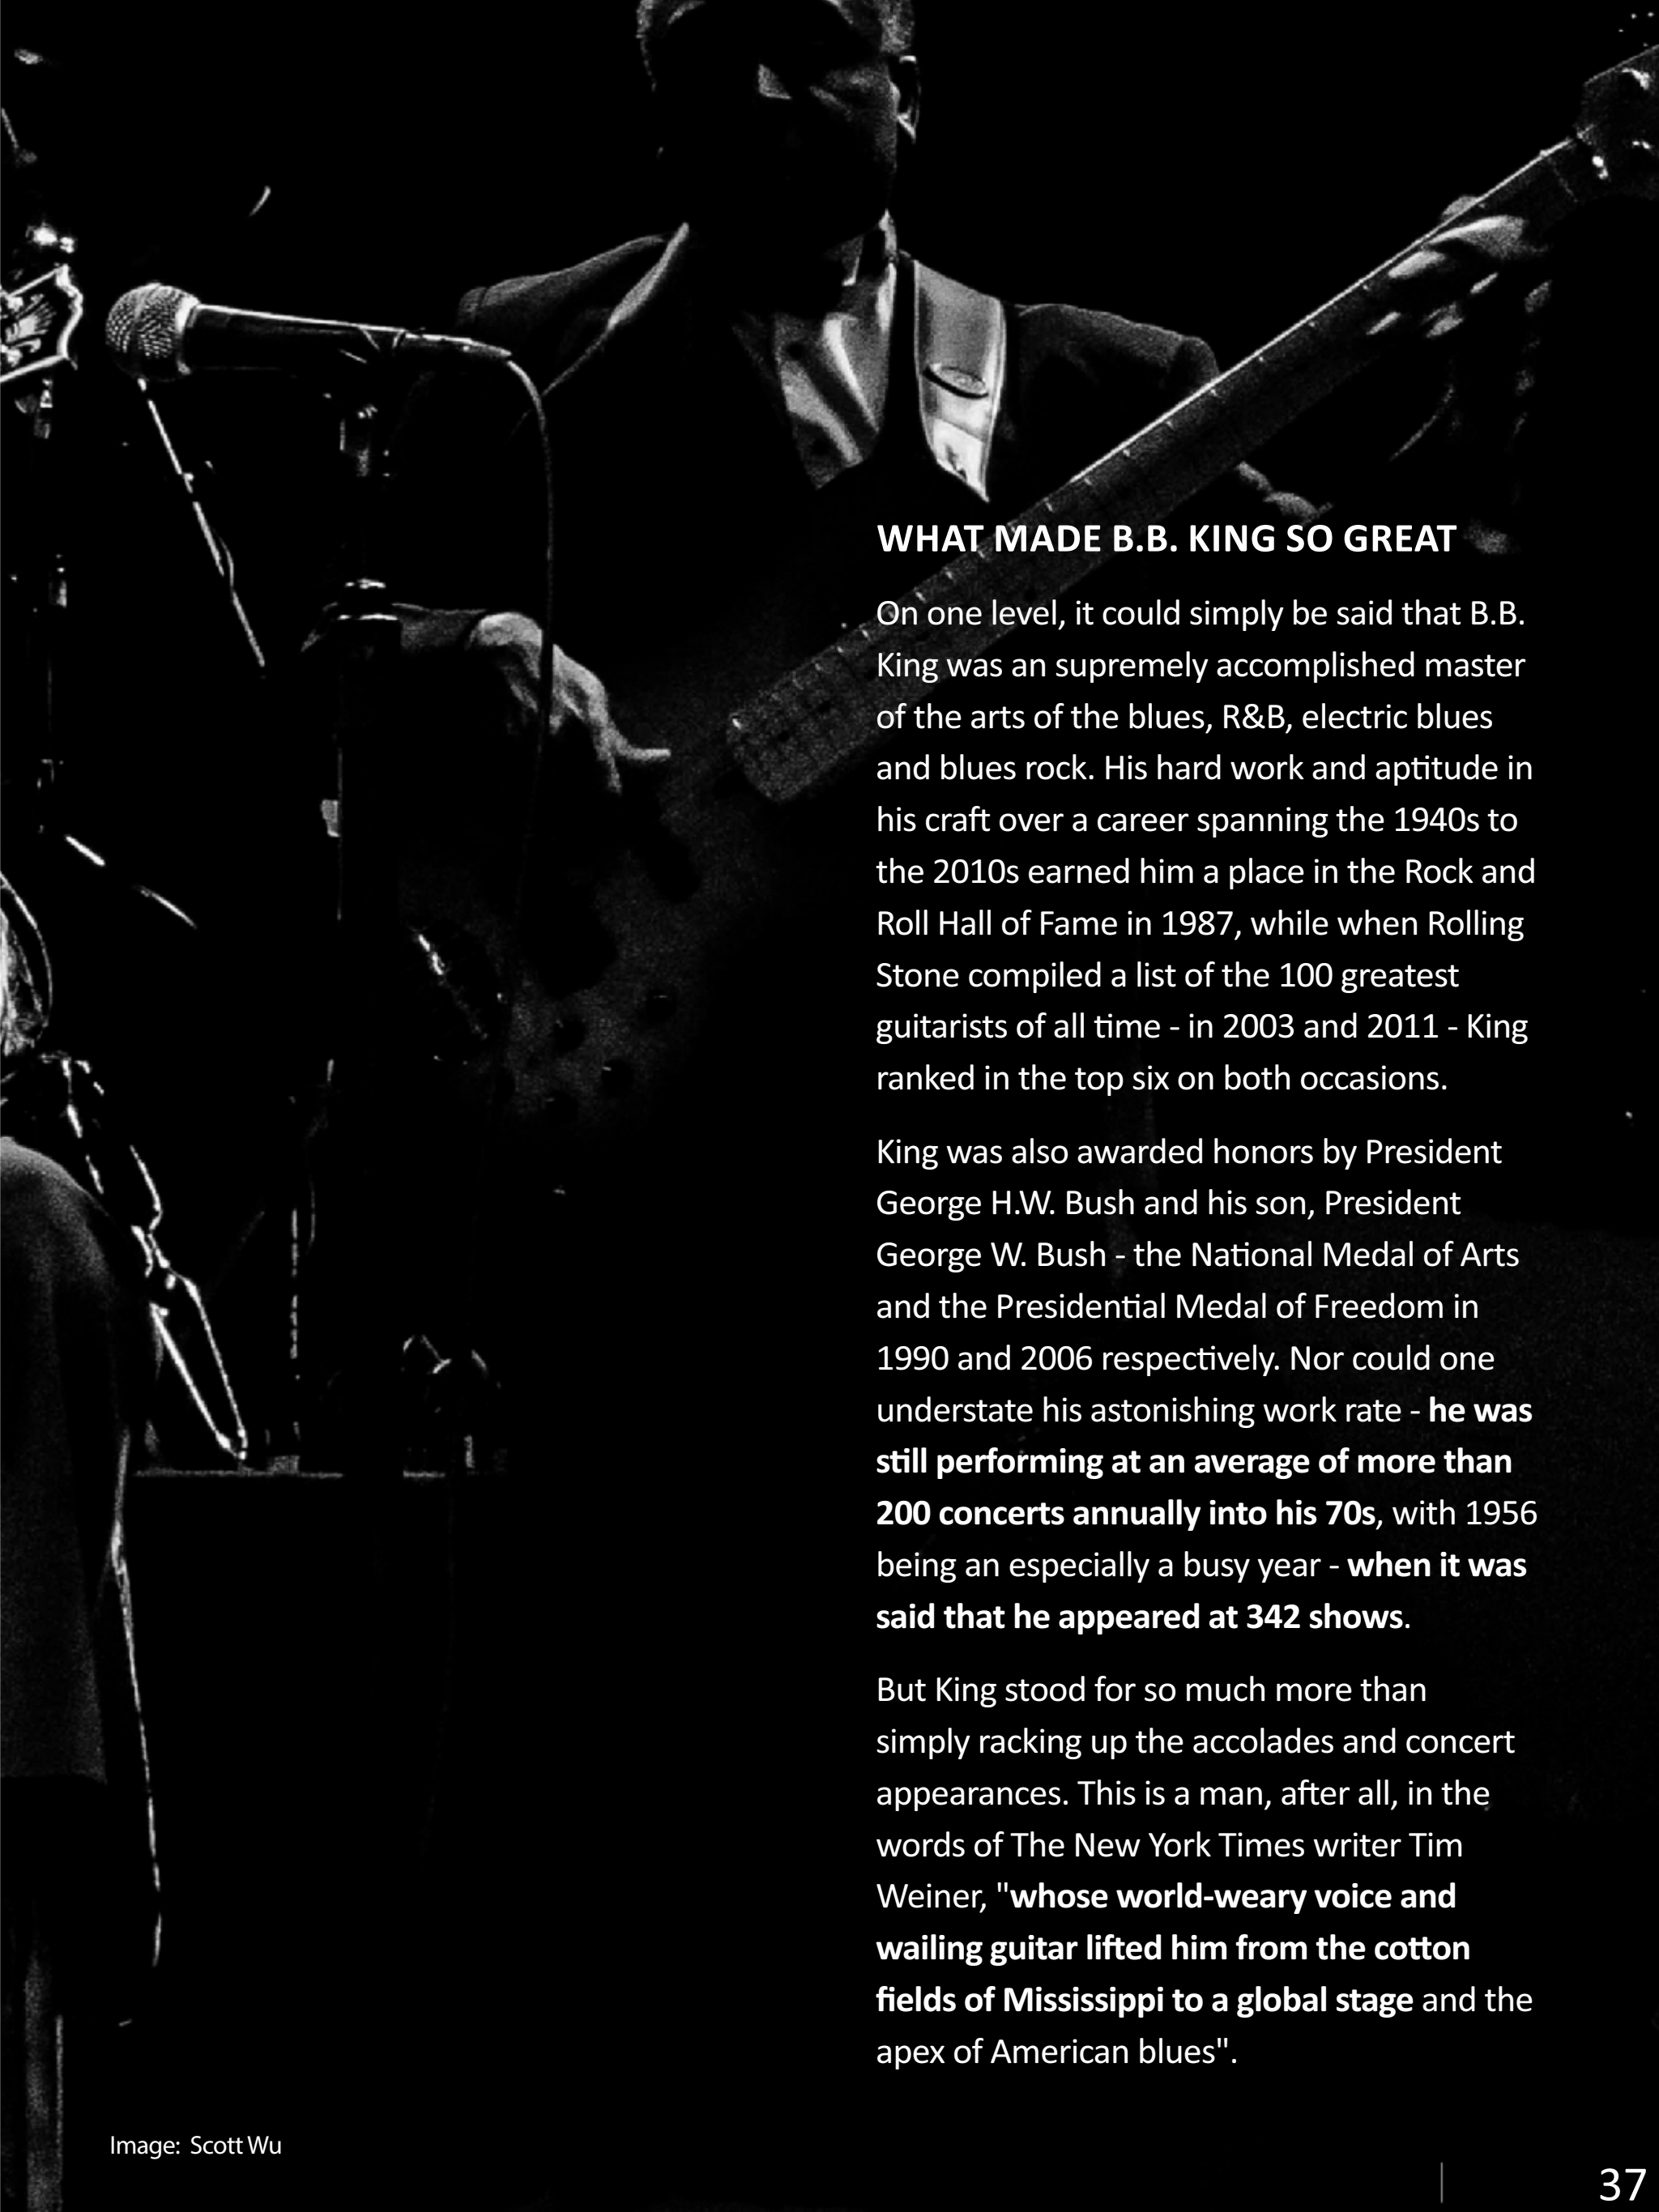 WHAT MADE B.B. KING SO GREAT
On one level, it could simply be said that B.B.
King was an supremely accomplished master
of the arts of the blues, R&B, electric blues
and blues rock. His hard work and aptitude in
his craft over a career spanning the 1940s to
the 2010s earned him a place in the Rock and
Roll Hall of Fame in 1987, while when Rolling
Stone compiled a list of the 100 greatest
guitarists of all time - in 2003 and 2011 - King
ranked in the top six on both occasions.
King was also awarded honors by President
George H.W. Bush and his son, President
George W. Bush - the National Medal of Arts
and the Presidential Medal of Freedom in
1990 and 2006 respectively. Nor could one
understate his astonishing work rate - he was
still performing at an average of more than
200 concerts annually into his 70s, with 1956
being an especially a busy year - when it was
said that he appeared at 342 shows.
But King stood for so much more than
simply racking up the accolades and concert
appearances. This is a man, after all, in the
words of The New York Times writer Tim
Weiner, "whose world-weary voice and
wailing guitar lifted him from the cotton
fields of Mississippi to a global stage and the
apex of American blues".
Image: Scott Wu
37